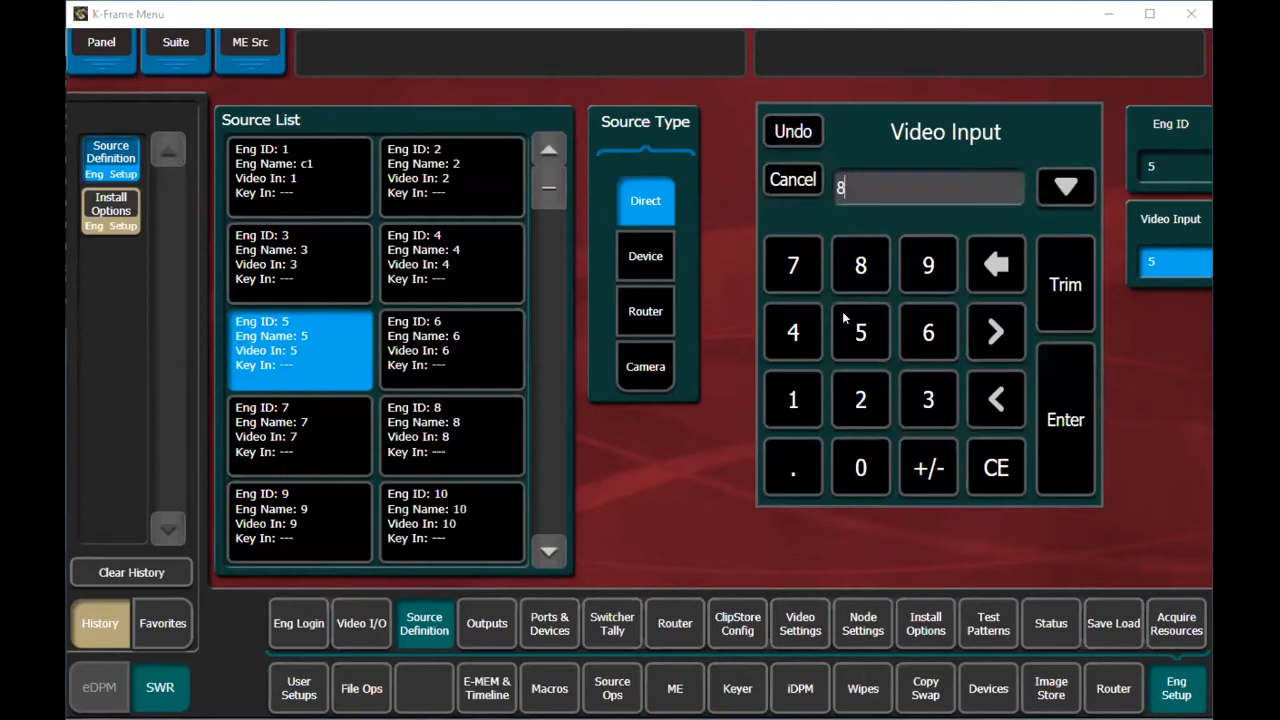 K-Frame Menu
Panel
Suite
ME Src
Source
Definition
Eng Setup
Install
Options
Eng Setup
Clear History
History
Favorites
eDPM
SWR
Source List
Eng ID: 1
Eng Name: c1
Video In: 1
Key In: ---
Eng ID: 2
Eng Name: 2
Video In: 2
Key In: ---
Eng ID: 3
Eng Name: 3
Video In: 3
Key In: ---
Eng ID: 4
Eng Name: 4
Video In: 4
Key In: ---
Eng ID: 5
Eng Name: 5
Video In: 5
Key In: ---
Eng ID: 6
Eng Name: 6
Video In: 6
Key In: ---
Eng ID: 7
Eng Name: 7
Video In: 7
Key In: ---
Eng ID: 8
Eng Name: 8
Video In: 8
Key In: ---
Eng ID: 9
Eng Name: 9
Video In: 9
Key In: ---
Eng ID: 10
Eng Name: 10
Video In: 10
Key In: ---
Source Type
Direct
Device
Router
Camera
Undo
Video Input
Cancel
8
7 8 9
Trim
4 5 6 >
1 2 3 <
Enter
. 0 +/- CE
Eng ID
5
Video Input
5
Eng Login
Video I/O
Source
Definition
Outputs
Ports &
Devices
Switcher
Tally
Router
ClipStore
Config
Video
Settings
Node
Settings
Install
Options
Test
Patterns
Status
Save Load
Acquire
Resources
User
Setups
File Ops
E-MEM &
Timeline
Macros
Source
Ops
ME
Keyer
iDPM
Wipes
Copy
Swap
Devices
Image
Store
Router
Eng
Setup